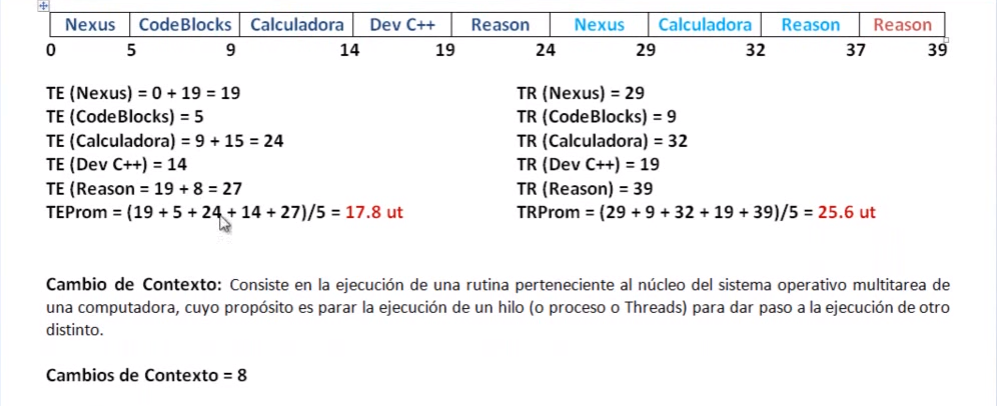 Nexus CodeBlocks Calculadora Dev C++ Reason Nexus Calculadora Reason Reason
0 5 9 14 19 24 29 32 37 39
TE (Nexus) = 0 + 19 = 19
TE (CodeBlocks) = 5
TE (Calculadora) = 9 + 15 = 24
TE (Dev C++) = 14
TE (Reason = 19 + 8 = 27
TEProm = (19 + 5 + 24 + 14 + 27)/5 = 17.8 ut
TR (Nexus) = 29
TR (CodeBlocks) = 9
TR (Calculadora) = 32
TR (Dev C++) = 19
TR (Reason) = 39
TRProm = (29 + 9 + 32 + 19 + 39)/5 = 25.6 ut
Cambio de Contexto: Consiste en la ejecución de una rutina perteneciente al núcleo del sistema operativo multitarea de
una computadora, cuyo propósito es parar la ejecución de un hilo (o proceso o Threads) para dar paso a la ejecución de otro
distinto.
Cambios de Contexto = 8